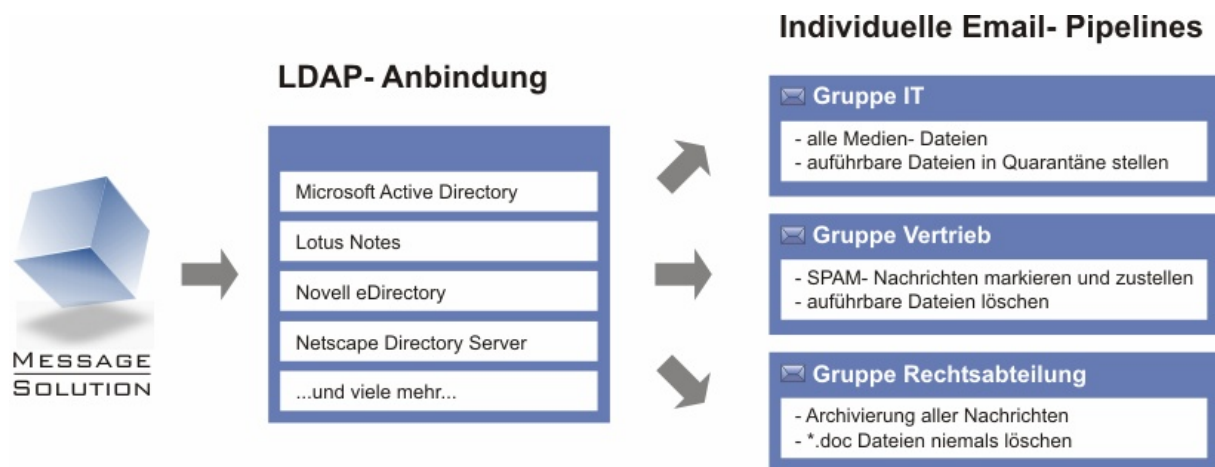 Individuelle Email- Pipelines
LDAP- Anbindung
Microsoft Active Directory
Lotus Notes
Novell eDirectory
Netscape Directory Server
...und viele mehr...
MESSAGE
SOLUTION
Gruppe IT
- alle Medien- Dateien
- auführbare Dateien in Quarantäne stellen
Gruppe Vertrieb
- SPAM- Nachrichten markieren und zustellen
- auführbare Dateien löschen
Gruppe Rechtsabteilung
- Archivierung aller Nachrichten
- *.doc Dateien niemals löschen